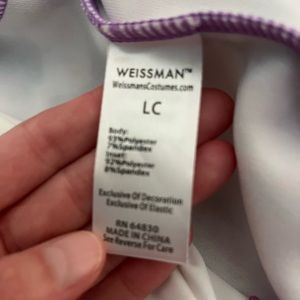 WEISSMAN™
WeissmansCostumes.com
LC
Body:
93%Polyester
7%Spandex
Inset:
92%Polyester
8%Spandex
Exclusive Of Decoration
Exclusive Of Elastic
RN 64830
MADE IN CHINA
See Reverse For Care